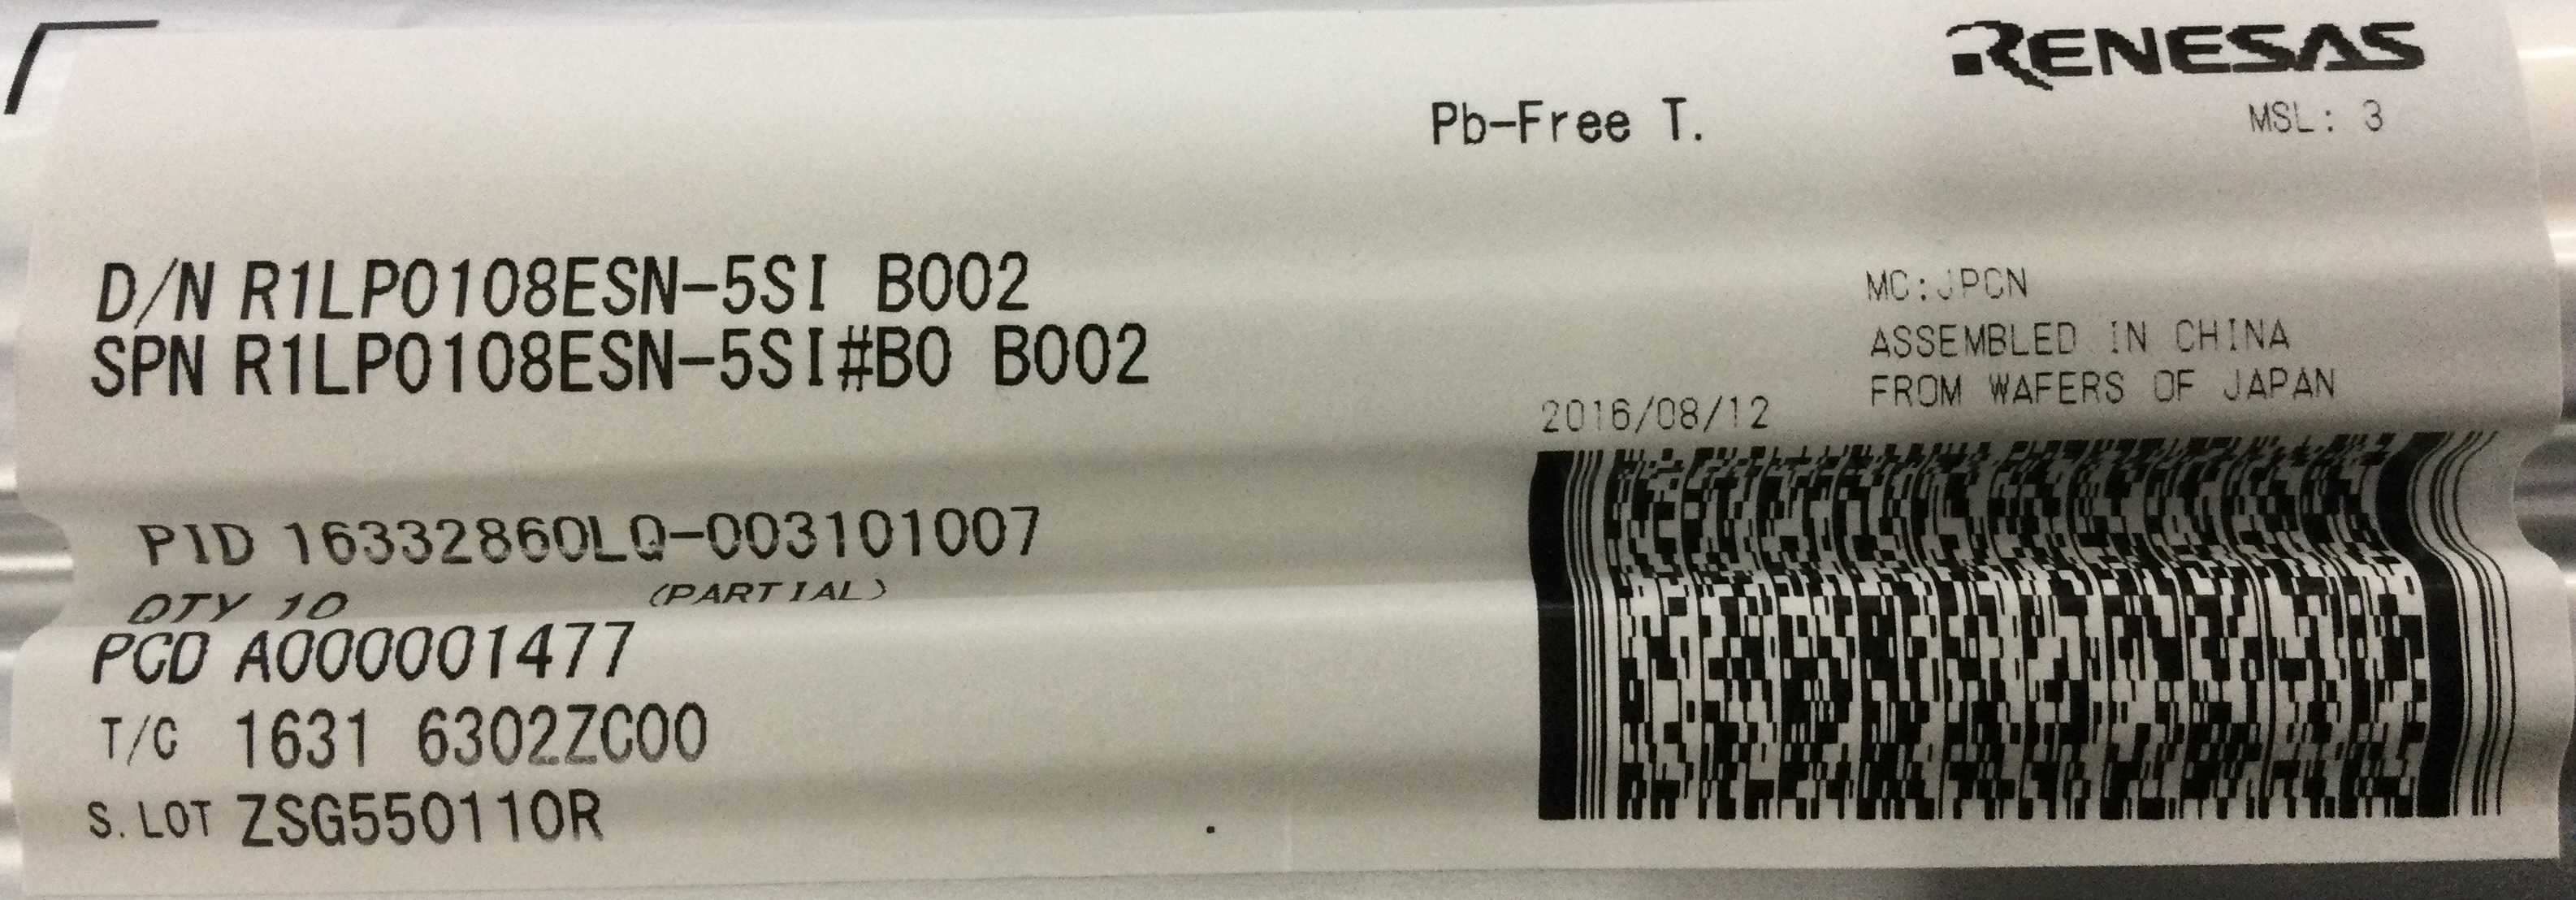 RENESAS
Pb-Free T.
MSL: 3
D/N R1LP0108ESN-5SI B002
SPN R1LP0108ESN-5SI#B0 B002
MC:JPCN
ASSEMBLED IN CHINA
FROM WAFERS OF JAPAN
2016/08/12
PID 16332860LQ-003101007
QTY 10 (PARTIAL)
PCD A000001477
T/C 1631 6302ZC00
S.LOT ZSG550110R